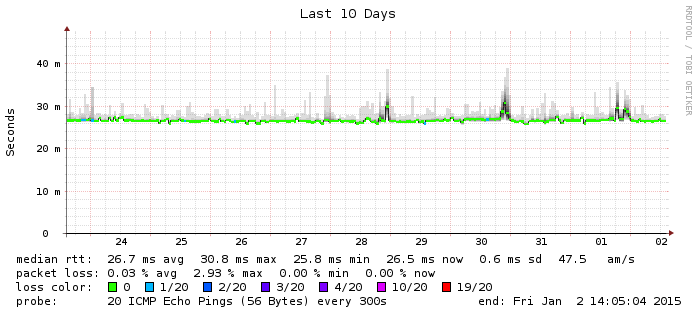 Last 10 Days
RRDTOOL / TOBI OETIKER
Seconds
40 m
30 m
20 m
10 m
0
24 25 26 27 28 29 30 31 01 02
median rtt: 26.7 ms avg 30.8 ms max 25.8 ms min 26.5 ms now 0.6 ms sd 47.5 am/s
packet loss: 0.03 % avg 2.93 % max 0.00 % min 0.00 % now
loss color: 0 1/20 2/20 3/20 4/20 10/20 19/20
probe: 20 ICMP Echo Pings (56 Bytes) every 300s end: Fri Jan 2 14:05:04 2015